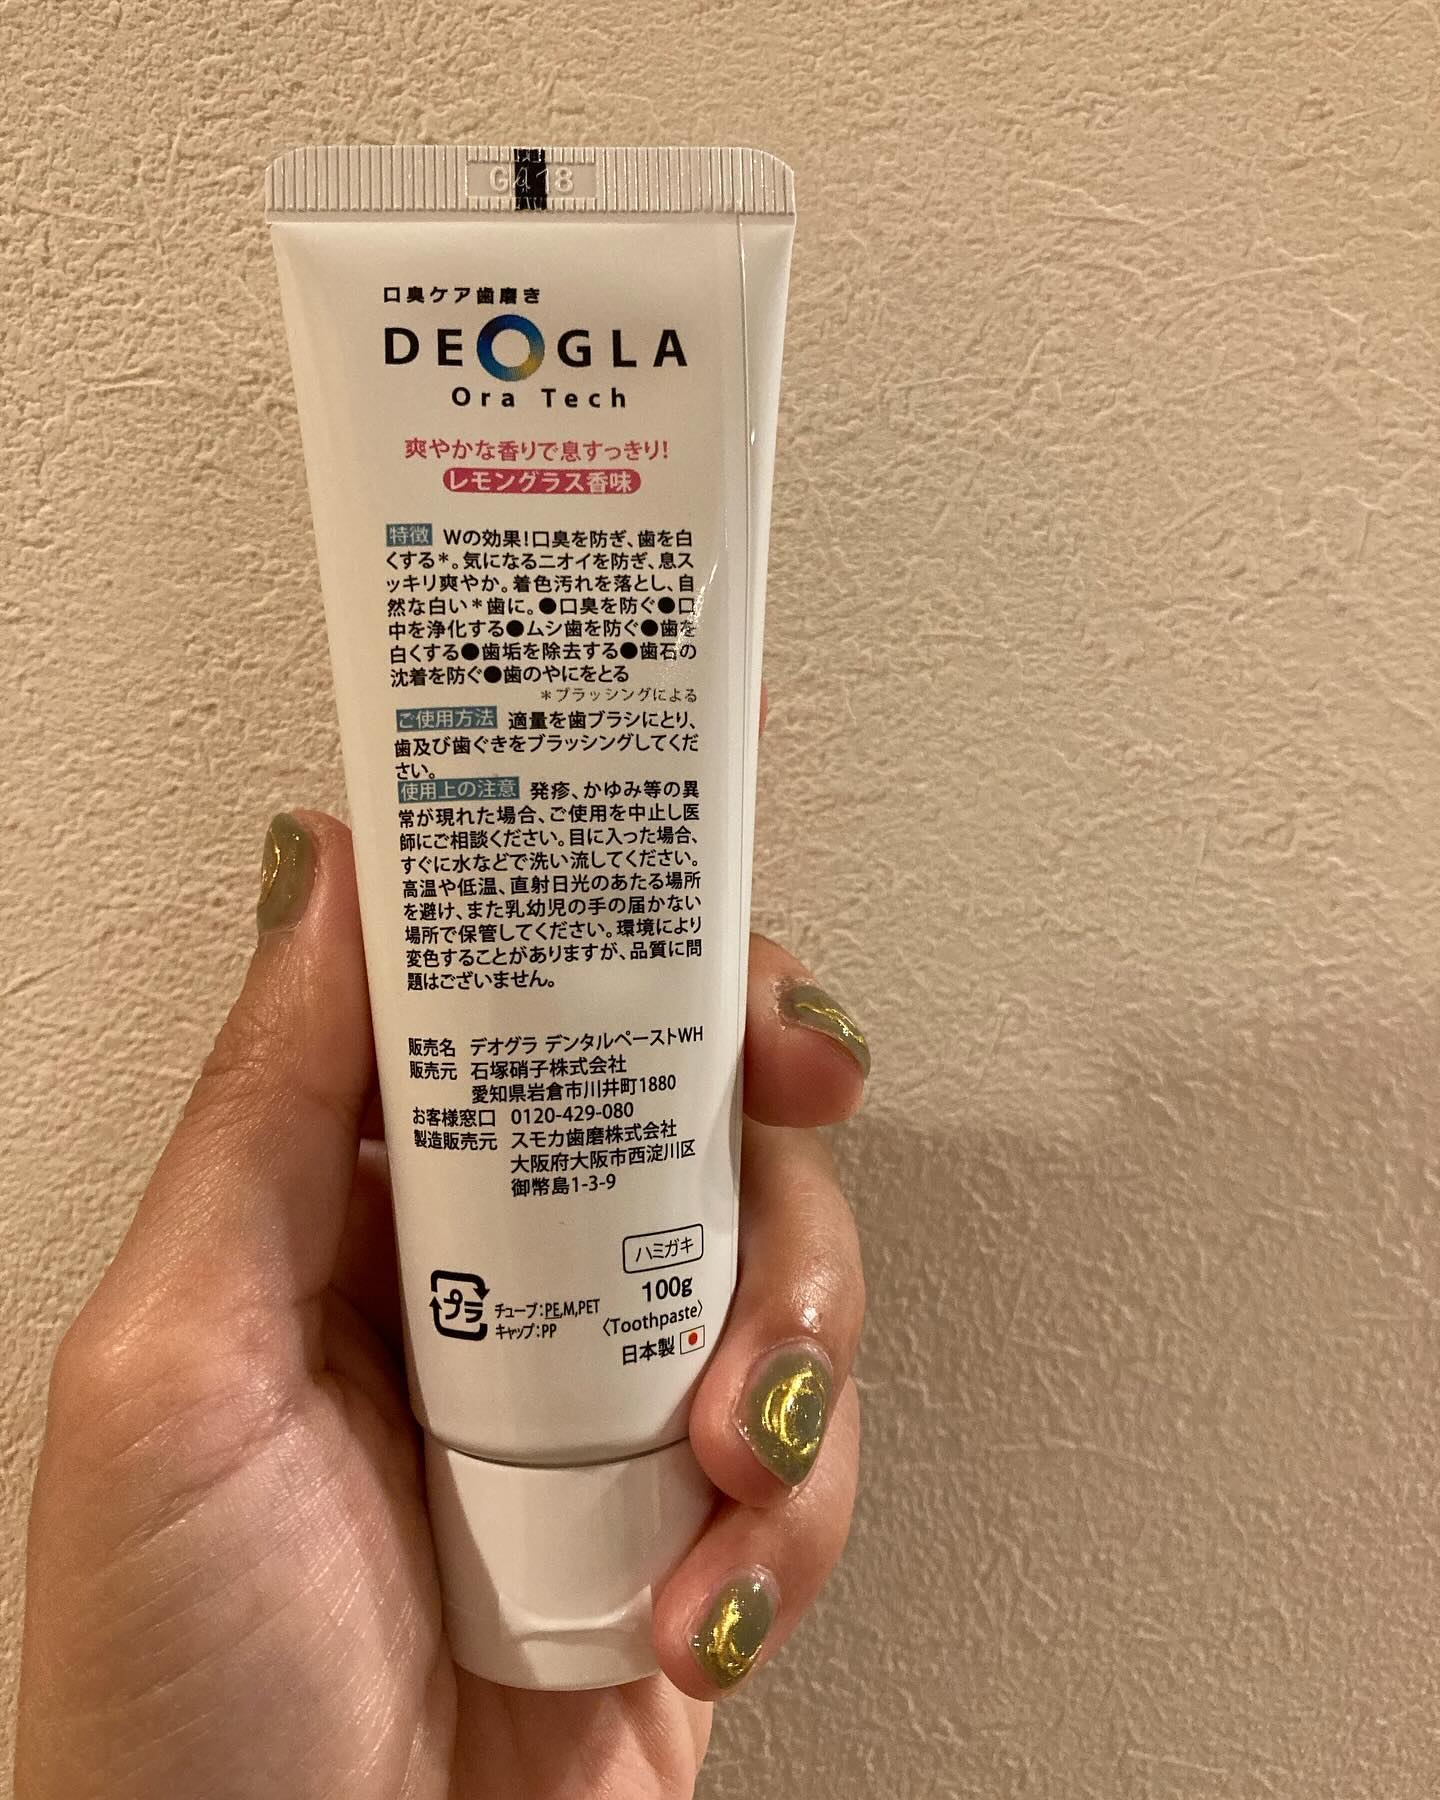 口臭ケア歯磨き
DEOGLA
Ora Tech
爽やかな香りで息すっきり!
レモングラス香味
特徴 Wの効果!口臭を防ぎ、歯を白
くする*。気になるニオイを防ぎ、息ス
ッキリ爽やか。着色汚れを落とし、自
然な白い*歯に。●口臭を防ぐ●口
中を浄化する●ムシ歯を防ぐ●歯を
白くする●歯垢を除去する●歯石の
沈着を防ぐ●歯のやにをとる
*ブラッシングによる
ご使用方法 適量を歯ブラシにとり、
歯及び歯ぐきをブラッシングしてくだ
さい。
使用上の注意 発疹、かゆみ等の異
常が現れた場合、ご使用を中止し医
師にご相談ください。目に入った場合、
すぐに水などで洗い流してください。
高温や低温、直射日光のあたる場所
を避け、また乳幼児の手の届かない
場所で保管してください。環境により
変色することがありますが、品質に問
題はございません。
販売名 デオグラ デンタルペーストWH
販売元 石塚硝子株式会社
愛知県岩倉市川井町1880
お客様窓口 0120-429-080
製造販売元 スモカ歯磨株式会社
大阪府大阪市西淀川区
御幣島1-3-9
ハミガキ
100g
プラ チューブ:PE,M,PET 〈Toothpaste〉
キャップ:PP
日本製